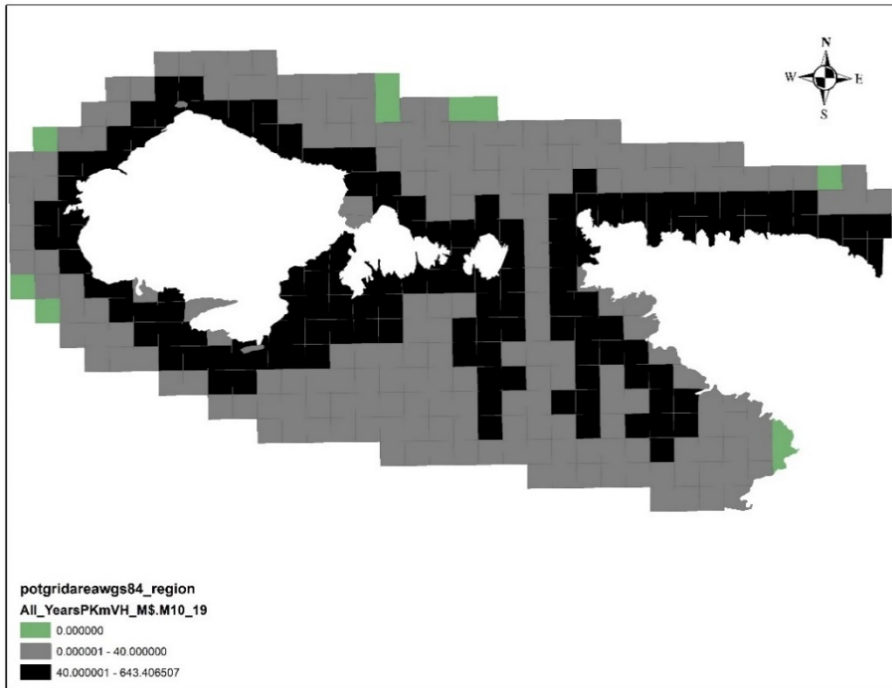 N
W E
S
potgridareawgs84_region
All_YearsPKmVH_M$.M10_19
0.000000
0.000001 - 40.000000
40.000001 - 643.406507